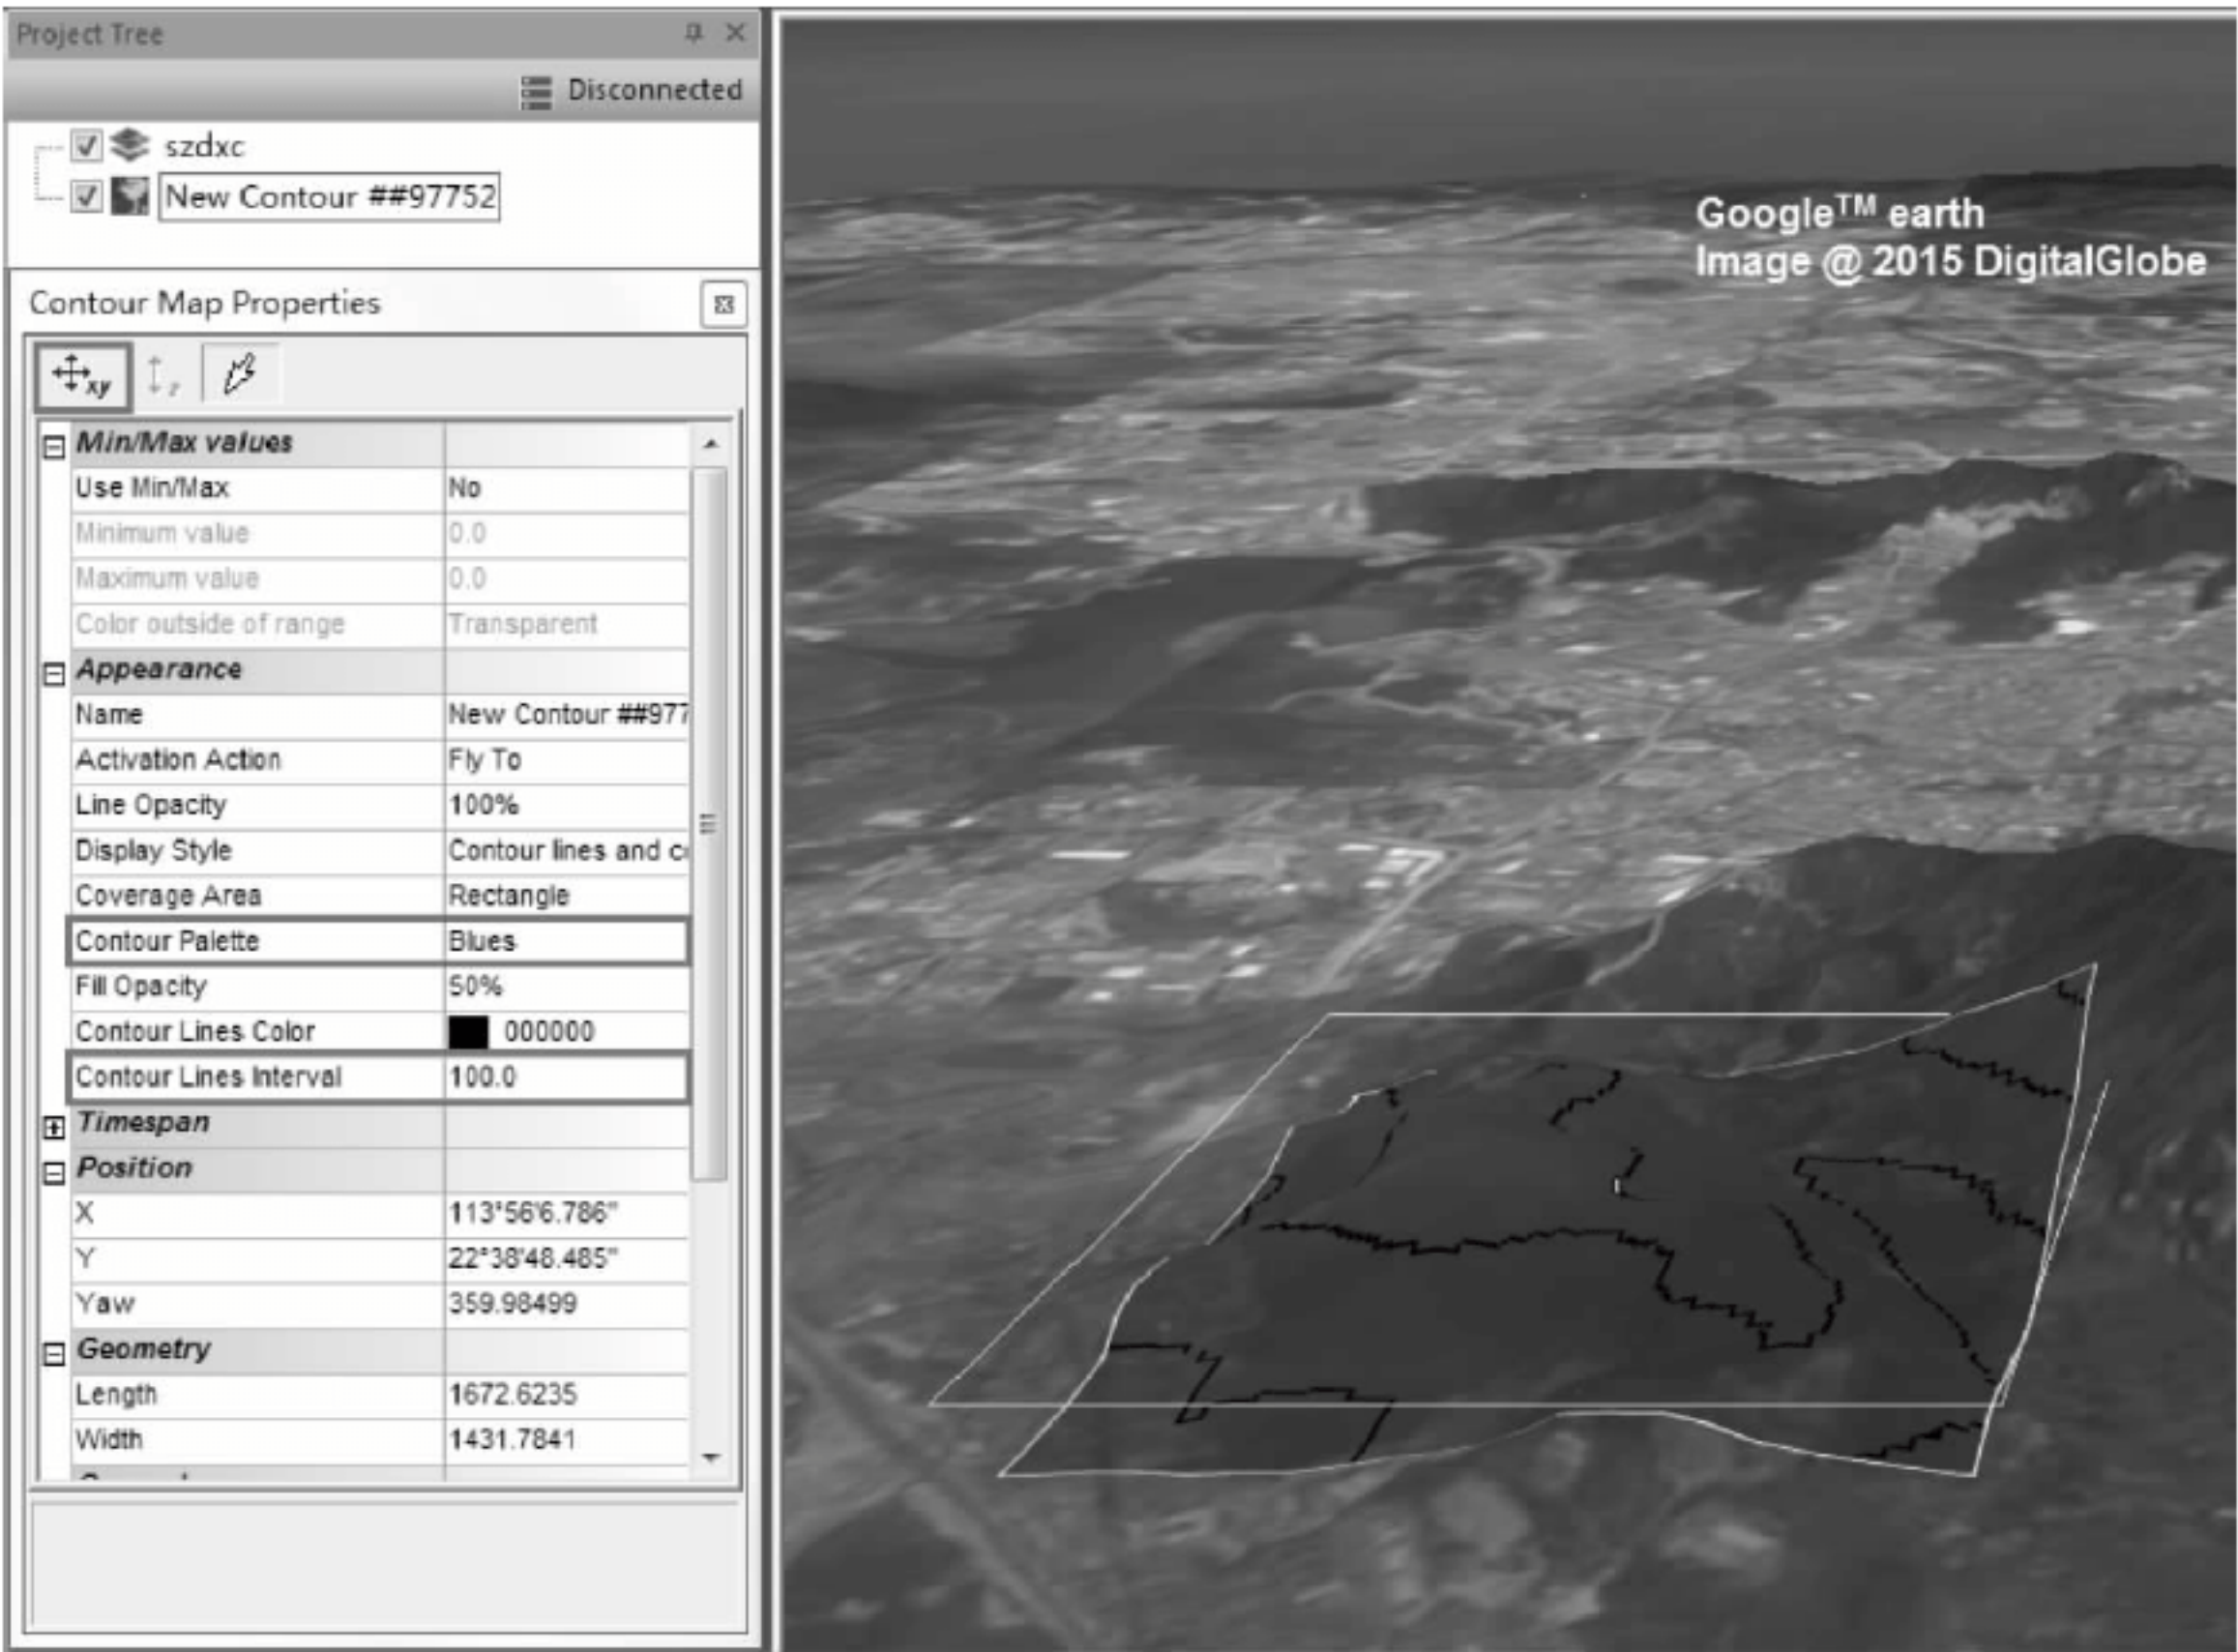 Project Tree
Disconnected
szdxc
New Contour ##97752
Contour Map Properties
xy
z
Min/Max values
Use Min/Max No
Minimum value 0.0
Maximum value 0.0
Color outside of range Transparent
Appearance
Name New Contour ##977
Activation Action Fly To
Line Opacity 100%
Display Style Contour lines and c
Coverage Area Rectangle
Contour Palette Blues
Fill Opacity 50%
Contour Lines Color 000000
Contour Lines Interval 100.0
Timespan
Position
X 113°56'6.786"
Y 22°38'48.485"
Yaw 359.98499
Geometry
Length 1672.6235
Width 1431.7841
Google™ earth
Image @ 2015 DigitalGlobe